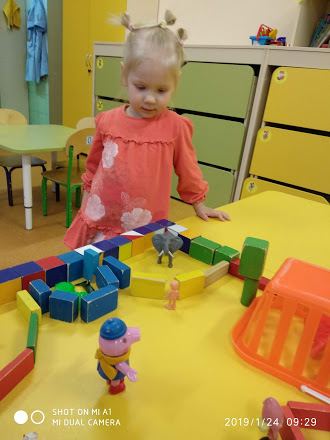 SHOT ON MI A1
MI DUAL CAMERA
2019/1/24 09:29